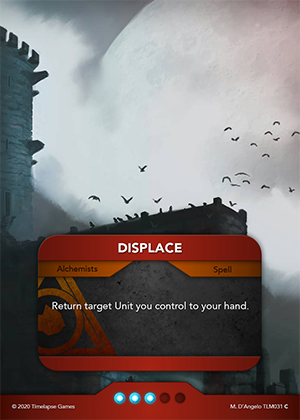 DISPLACE
Alchemists Spell
Return target Unit you control to your hand.
© 2020 Timelapse Games M. D'Angelo TLM031 C